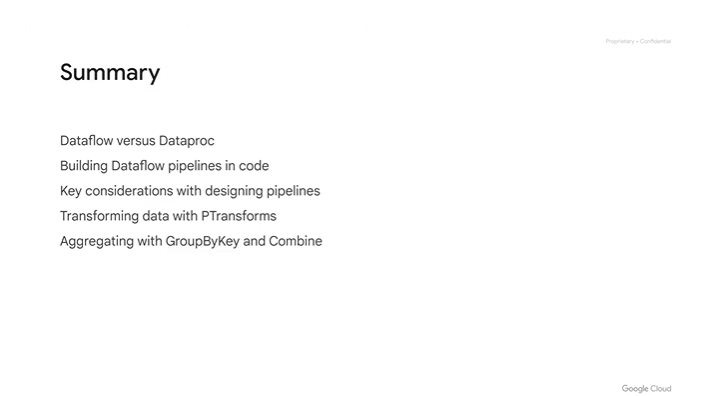 Proprietary + Confidential
Summary
Dataflow versus Dataproc
Building Dataflow pipelines in code
Key considerations with designing pipelines
Transforming data with PTransforms
Aggregating with GroupByKey and Combine
Google Cloud